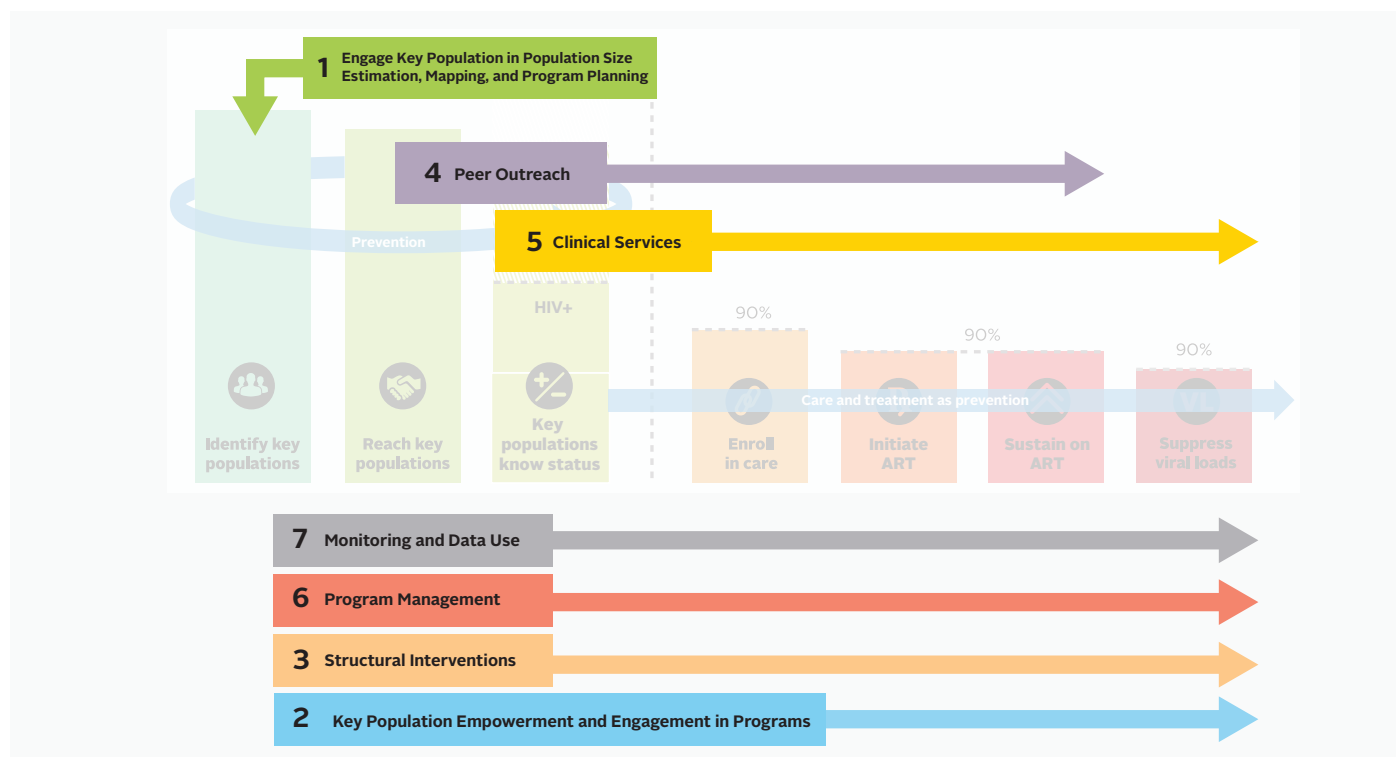 1
Engage Key Population in Population Size
Estimation, Mapping, and Program Planning
4 Peer Outreach
Prevention
5 Clinical Services
HIV+
90%
90%
90%
Care and treatment as prevention
VL
Identify key
populations
Reach key
populations
Key
populations
know status
Enroll
in care
Initiate
ART
Sustain on
ART
Suppress
viral loads
7 Monitoring and Data Use
6 Program Management
3 Structural Interventions
2 Key Population Empowerment and Engagement in Programs